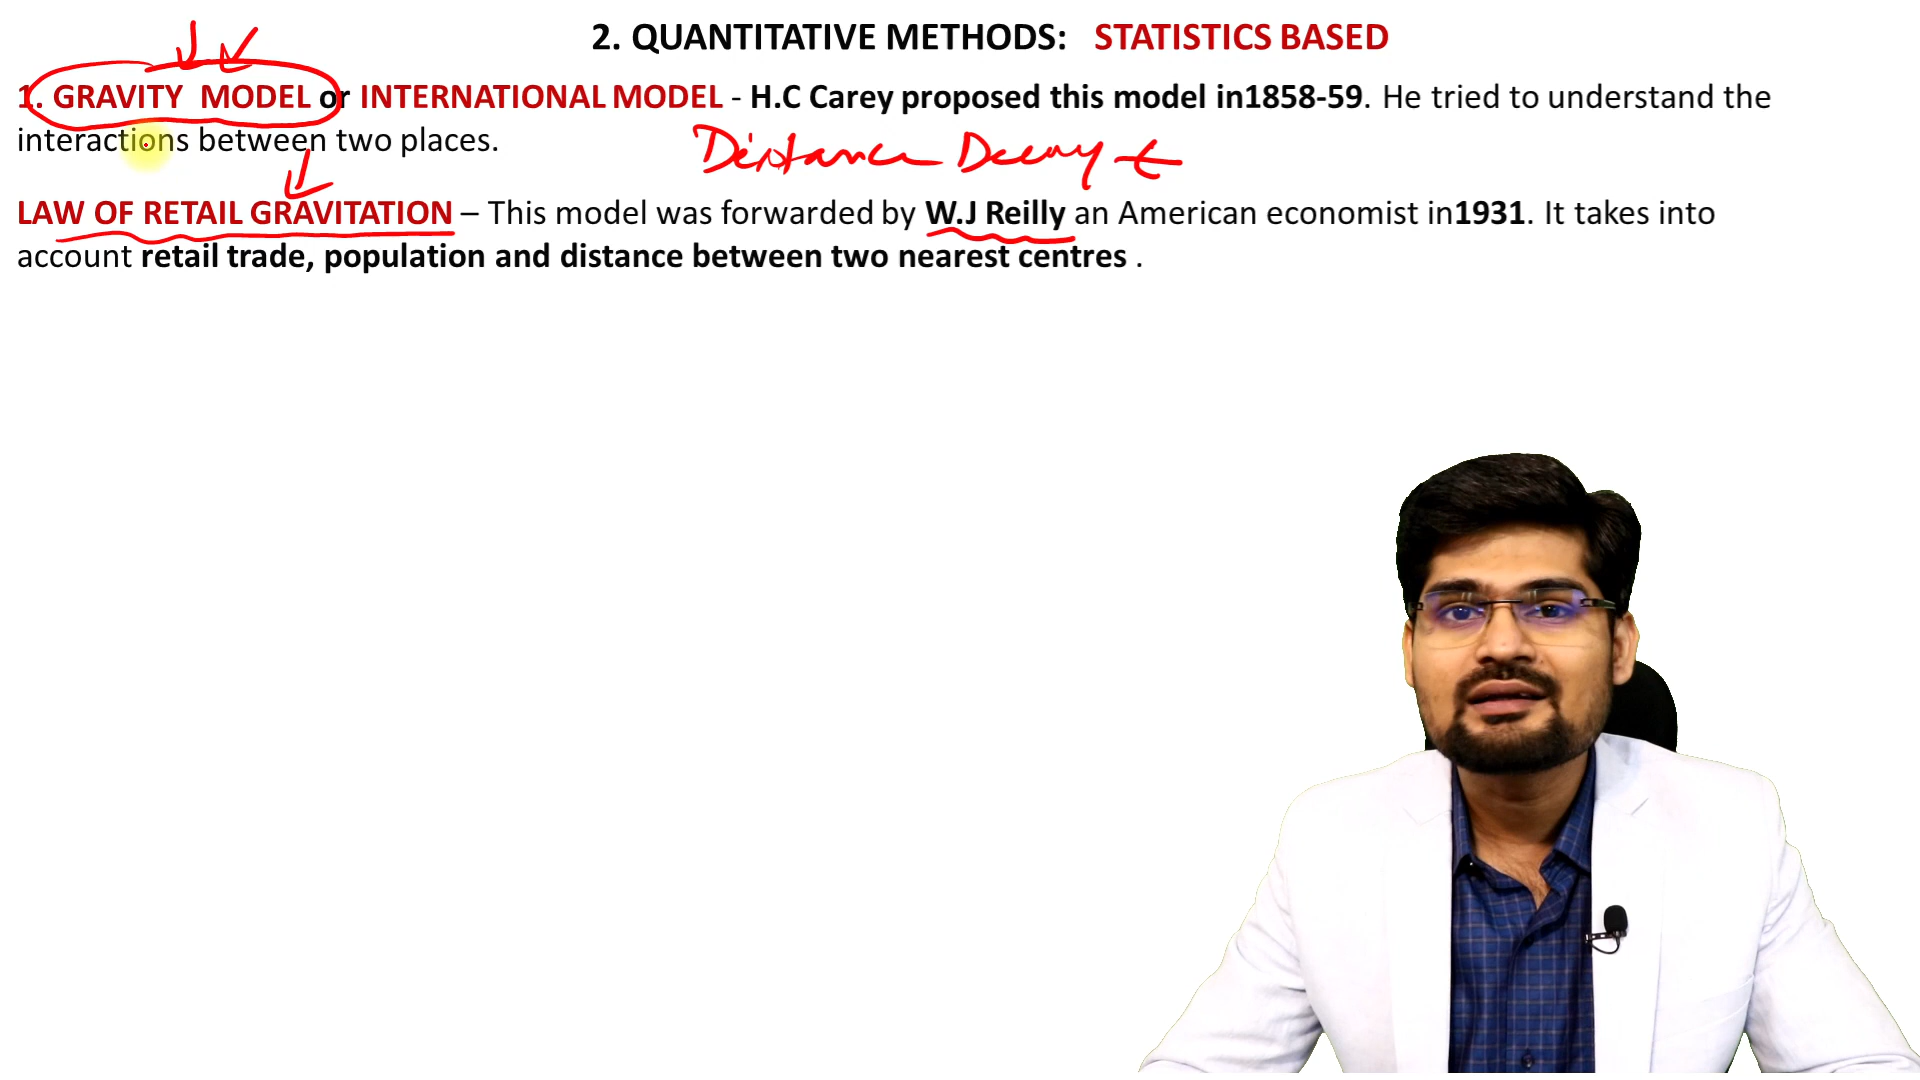 2. QUANTITATIVE METHODS: STATISTICS BASED
1. GRAVITY MODEL or INTERNATIONAL MODEL - H.C Carey proposed this model in1858-59. He tried to understand the
interactions between two places.
Distance Decay
LAW OF RETAIL GRAVITATION – This model was forwarded by W.J Reilly an American economist in1931. It takes into
account retail trade, population and distance between two nearest centres .